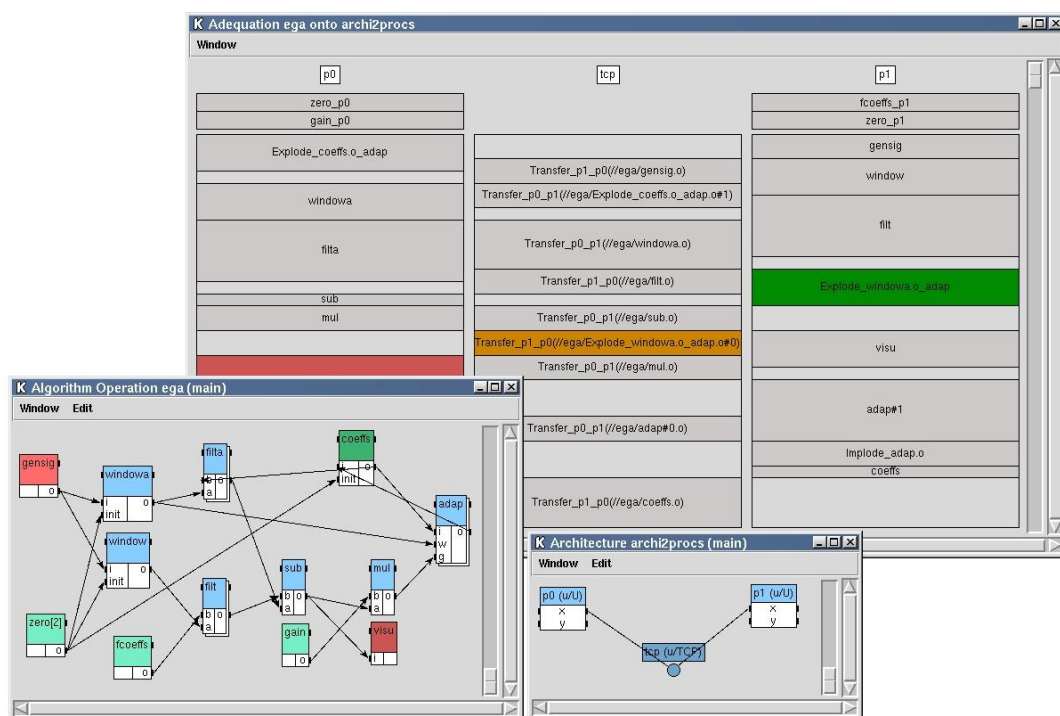 K Adequation ega onto archi2procs
Window
p0
tcp
p1
zero_p0
gain_p0
Explode_coeffs.o_adap
windowa
filta
sub
mul
Transfer_p1_p0(//ega/gensig.o)
Transfer_p0_p1(//ega/Explode_coeffs.o_adap.o#1)
Transfer_p0_p1(//ega/windowa.o)
Transfer_p1_p0(//ega/filt.o)
Transfer_p0_p1(//ega/sub.o)
Transfer_p1_p0(//ega/Explode_windowa.o_adap.o#0)
Transfer_p0_p1(//ega/mul.o)
Transfer_p0_p1(//ega/adap#0.o)
Transfer_p1_p0(//ega/coeffs.o)
fcoeffs_p1
zero_p1
gensig
window
filt
Explode_windowa.o_adap
visu
adap#1
Implode_adap.o
coeffs
K Algorithm Operation ega (main)
Window Edit
gensig
o
windowa
i o
init
window
i o
init
filta
b o
a
coeffs
i o
init
adap
i o
w
g
filt
b o
a
sub
b o
a
mul
b o
a
zero[2]
o
fcoeffs
o
gain
o
visu
i
K Architecture archi2procs (main)
Window Edit
p0 (u/U)
x
y
p1 (u/U)
x
y
tcp (u/TCP)